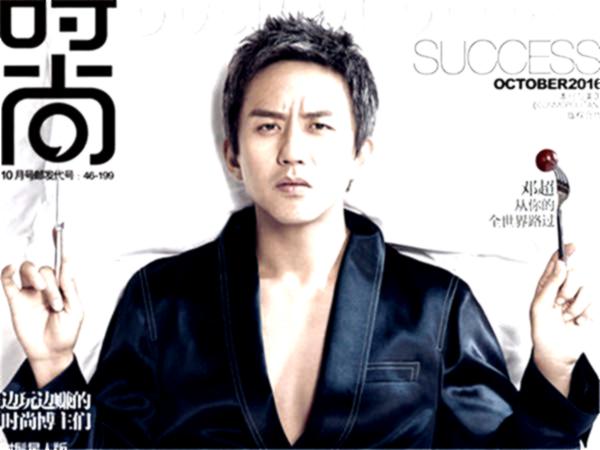 时尚
10月号邮发代号：46-199
SUCCESS
OCTOBER2016
COSMOPOLITAN
邓超
从你的
全世界路过
边玩边赚的
时尚博主们